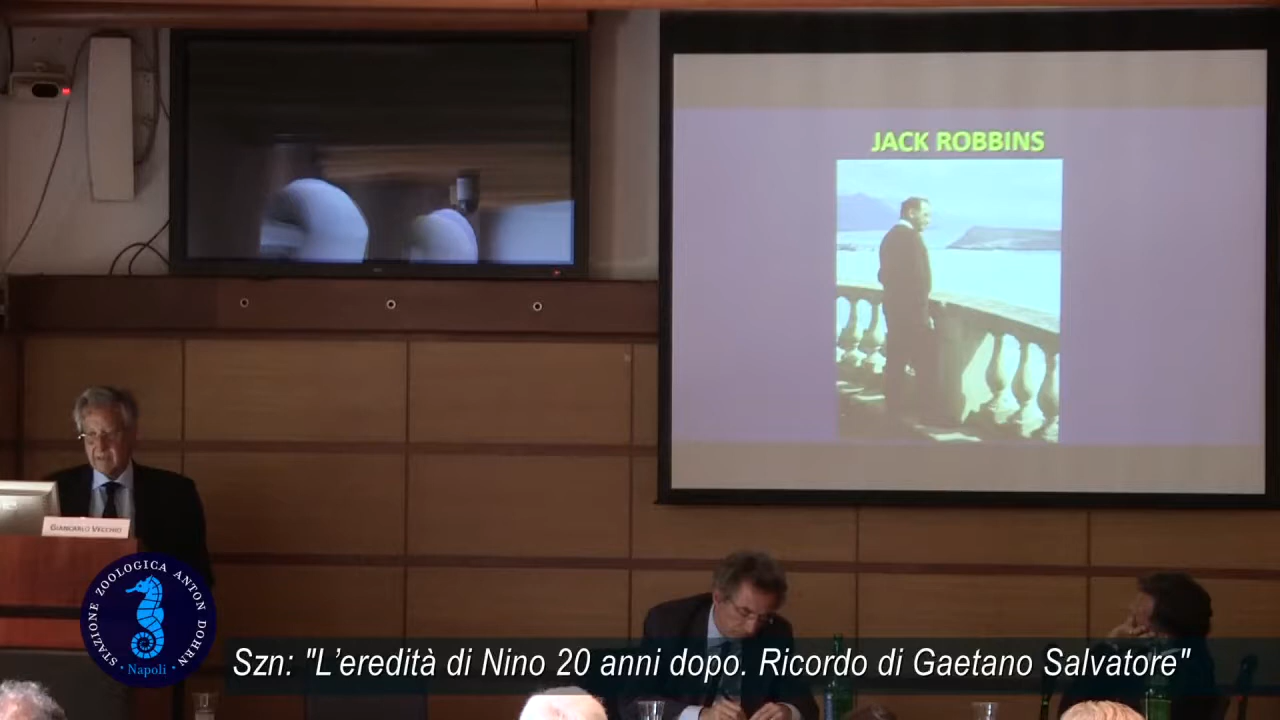 JACK ROBBINS
GIANCARLO VECCHIO
STAZIONE ZOOLOGICA ANTON DOHRN
• Napoli •
Szn: "L'eredità di Nino 20 anni dopo. Ricordo di Gaetano Salvatore"